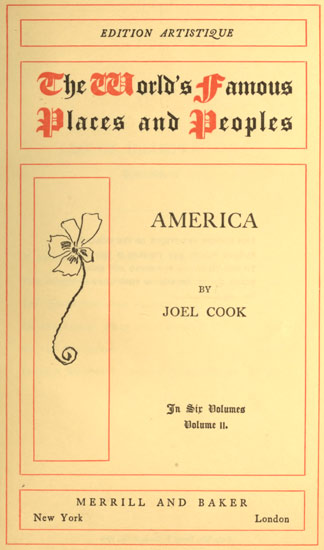 EDITION ARTISTIQUE
The World's Famous
Places and Peoples
AMERICA
BY
JOEL COOK
In Six Volumes
Volume II.
MERRILL AND BAKER
New York London